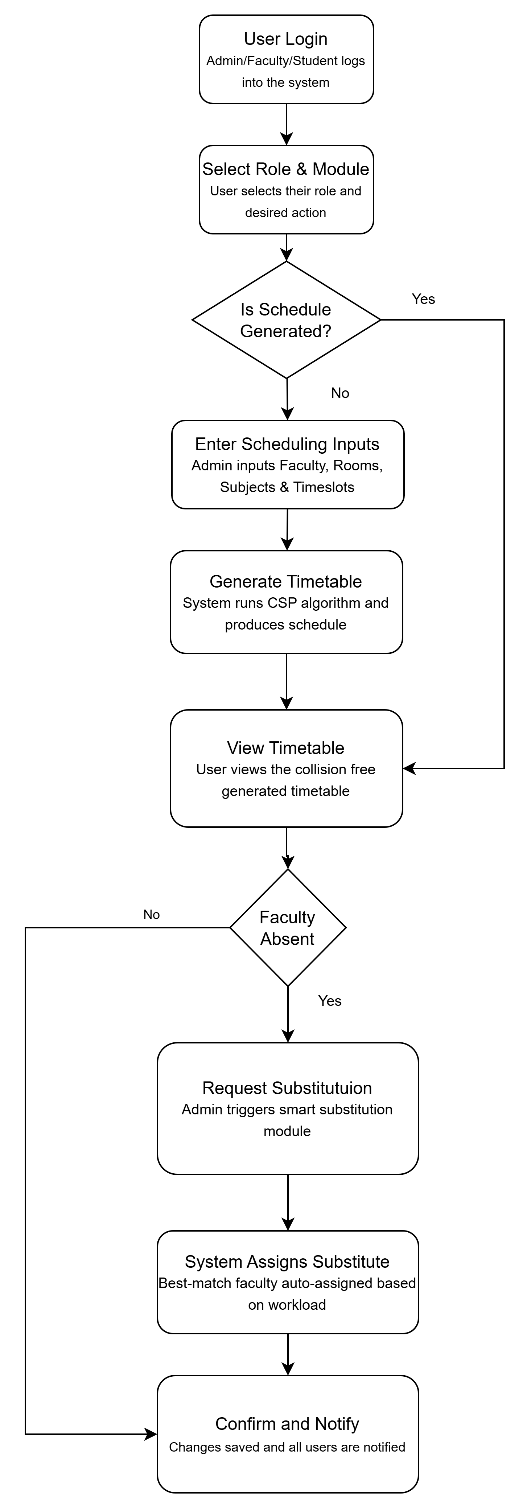 User Login
Admin/Faculty/Student logs
into the system
Select Role & Module
User selects their role and
desired action
Is Schedule
Generated?
Yes
No
Enter Scheduling Inputs
Admin inputs Faculty, Rooms,
Subjects & Timeslots
Generate Timetable
System runs CSP algorithm and
produces schedule
View Timetable
User views the collision free
generated timetable
Faculty
Absent
No
Yes
Request Substitutuion
Admin triggers smart substitution
module
System Assigns Substitute
Best-match faculty auto-assigned based
on workload
Confirm and Notify
Changes saved and all users are notified